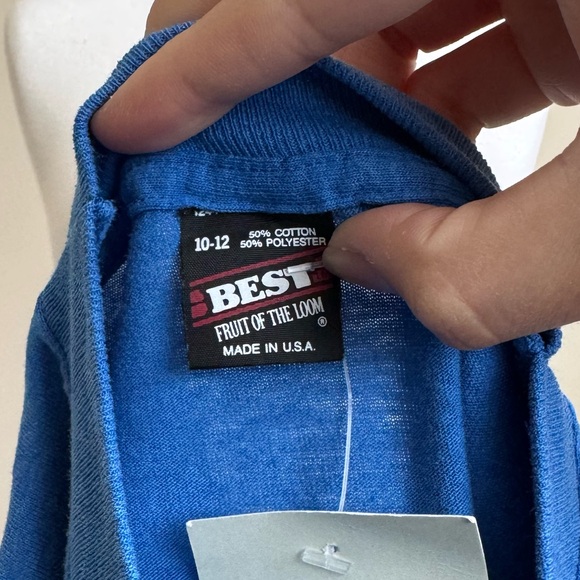 10-12
50% COTTON
50% POLYESTER
BEST
FRUIT OF THE LOOM ®
MADE IN U.S.A.